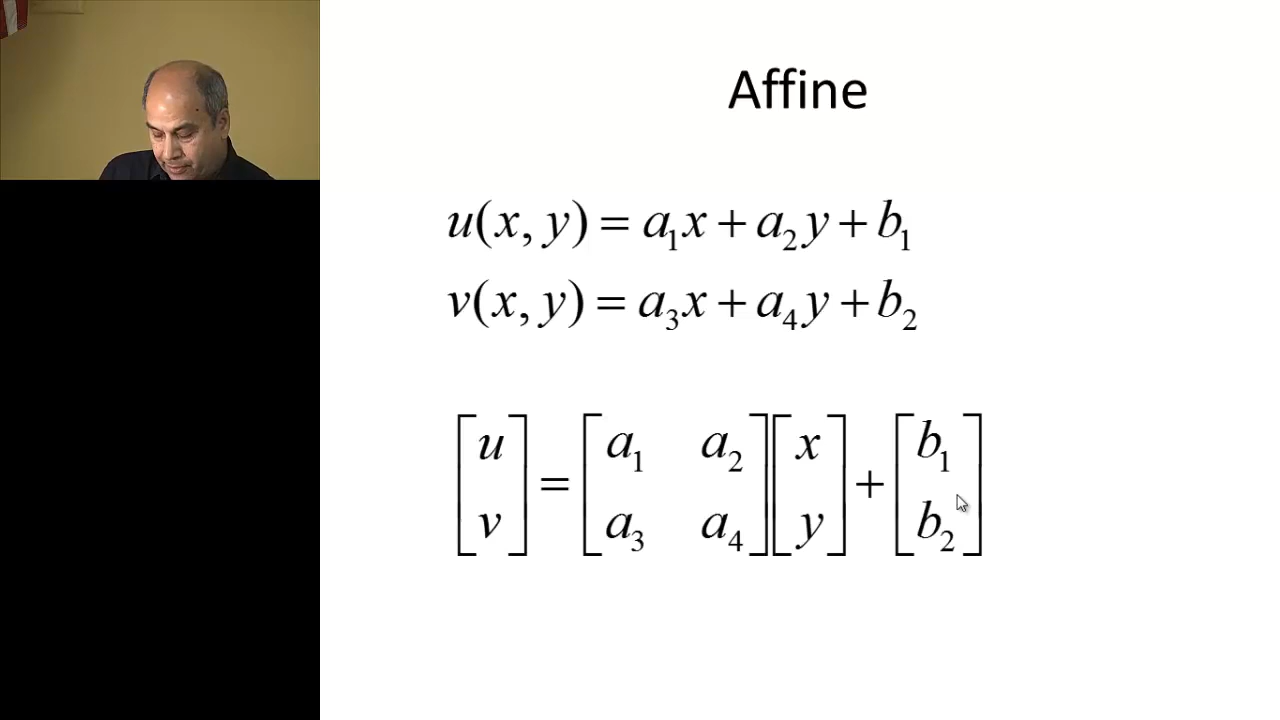 Affine
u(x, y) = a₁x + a₂y + b₁
v(x, y) = a₃x + a₄y + b₂
[u v] = [a₁ a₂ a₃ a₄] [x y] + [b₁ b₂]